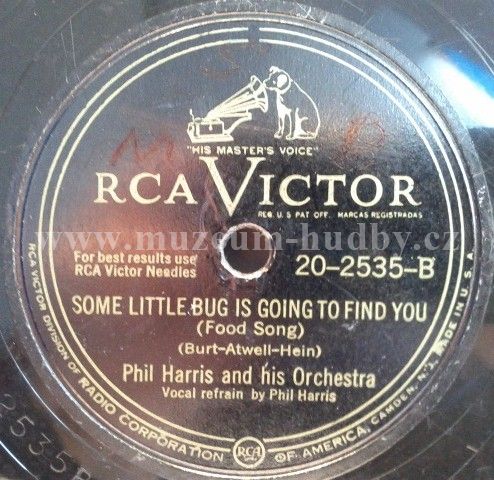 "HIS MASTER'S VOICE"
RCA VICTOR
REG. U.S. PAT. OFF. MARCAS REGISTRADAS
www.muzeum-hudby.cz
For best results use
RCA Victor Needles
20-2535-B
SOME LITTLE BUG IS GOING TO FIND YOU
(Food Song)
(Burt-Atwell-Hein)
Phil Harris and his Orchestra
Vocal refrain by Phil Harris
RCA VICTOR DIVISION OF RADIO CORPORATION OF AMERICA, CAMDEN, N.J. MADE IN U.S.A.
RCA
2535B